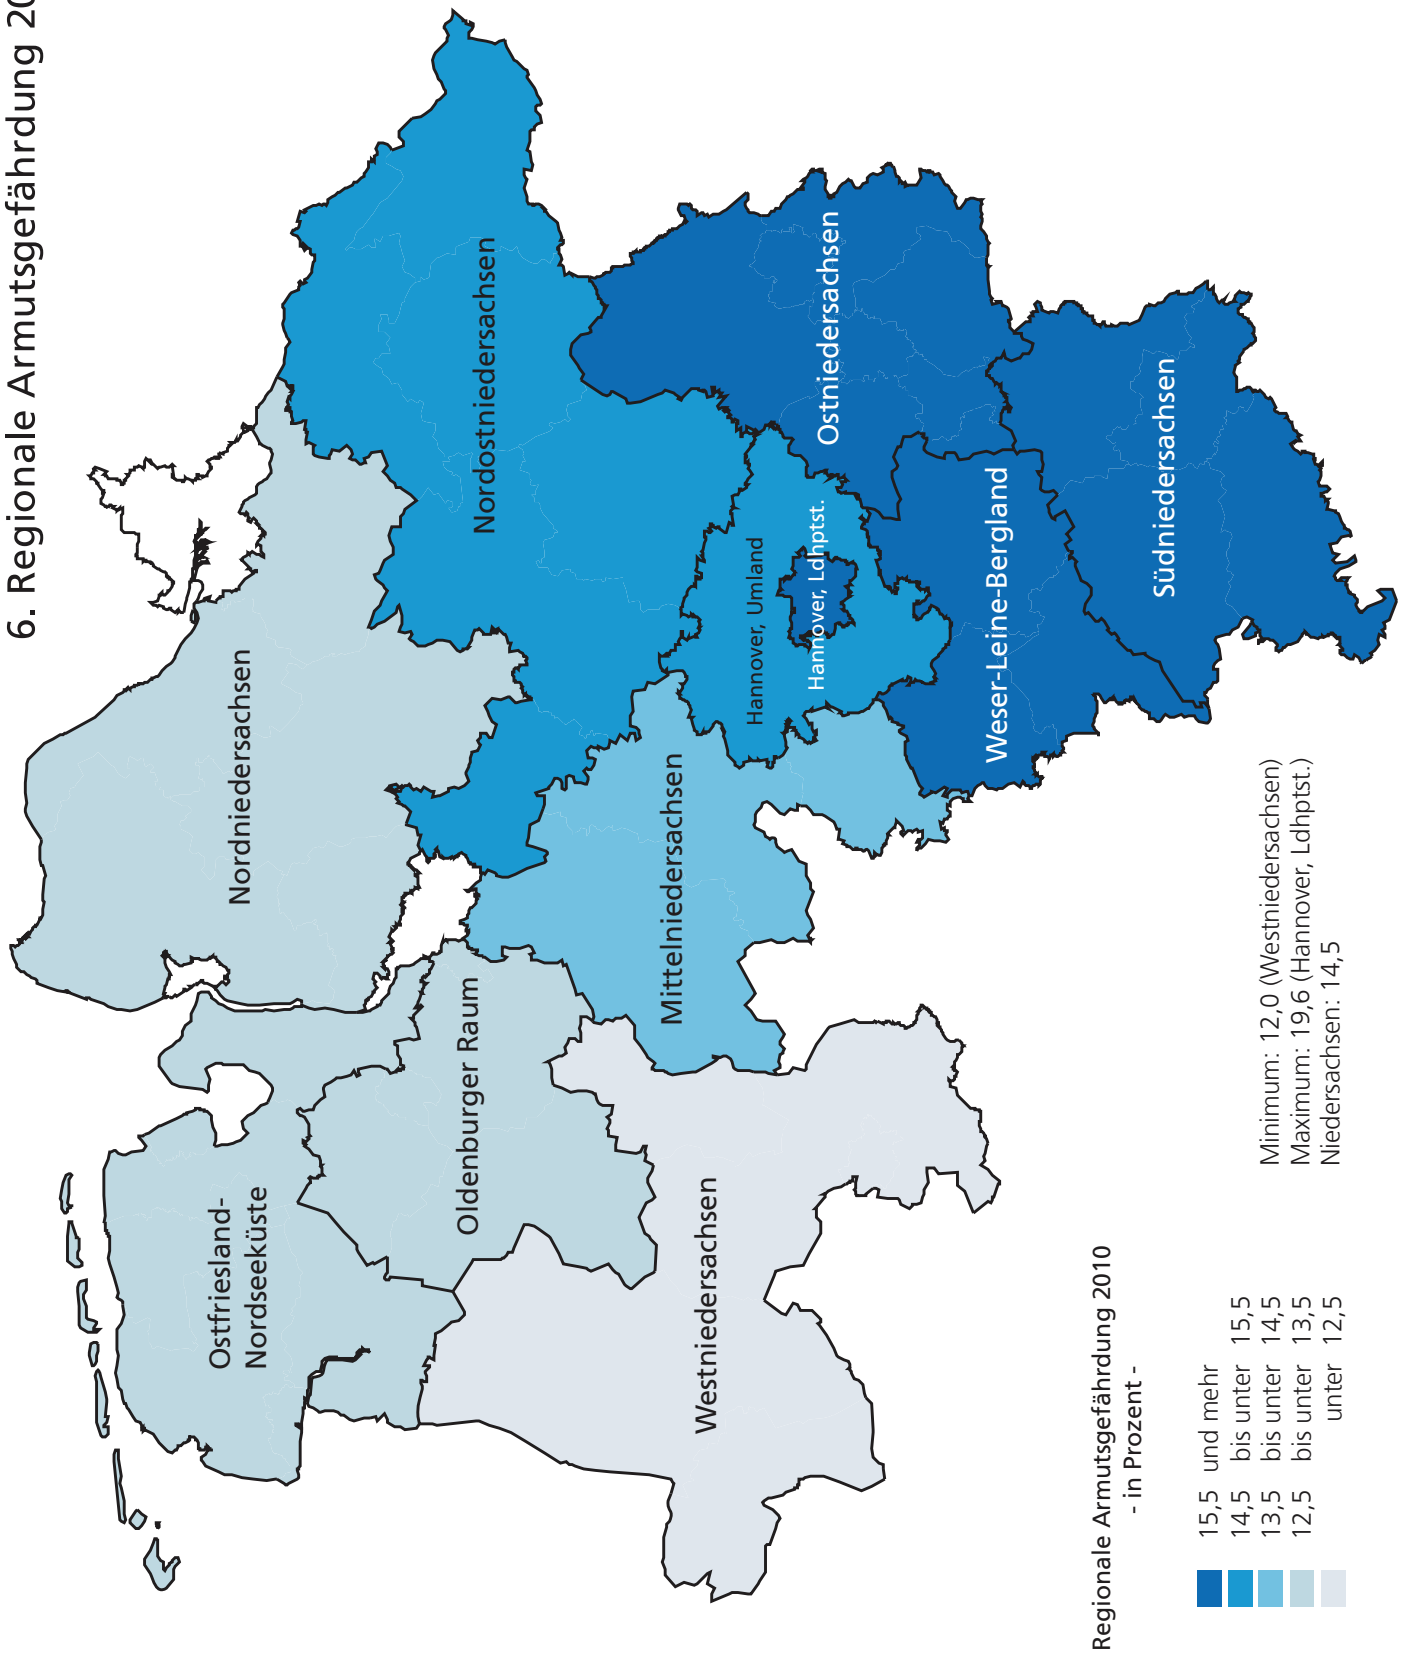 6. Regionale Armutsgefährdung 20
Ostfriesland-
Nordseeküste
Nordniedersachsen
Oldenburger Raum
Nordostniedersachsen
Mittelniedersachsen
Westniedersachsen
Hannover, Umland
Hannover, Ldhptst.
Ostniedersachsen
Weser-Leine-Bergland
Südniedersachsen
Regionale Armutsgefährdung 2010
- in Prozent -
15,5 und mehr
14,5 bis unter 15,5
13,5 bis unter 14,5
12,5 bis unter 13,5
unter 12,5
Minimum: 12,0 (Westniedersachsen)
Maximum: 19,6 (Hannover, Ldhptst.)
Niedersachsen: 14,5